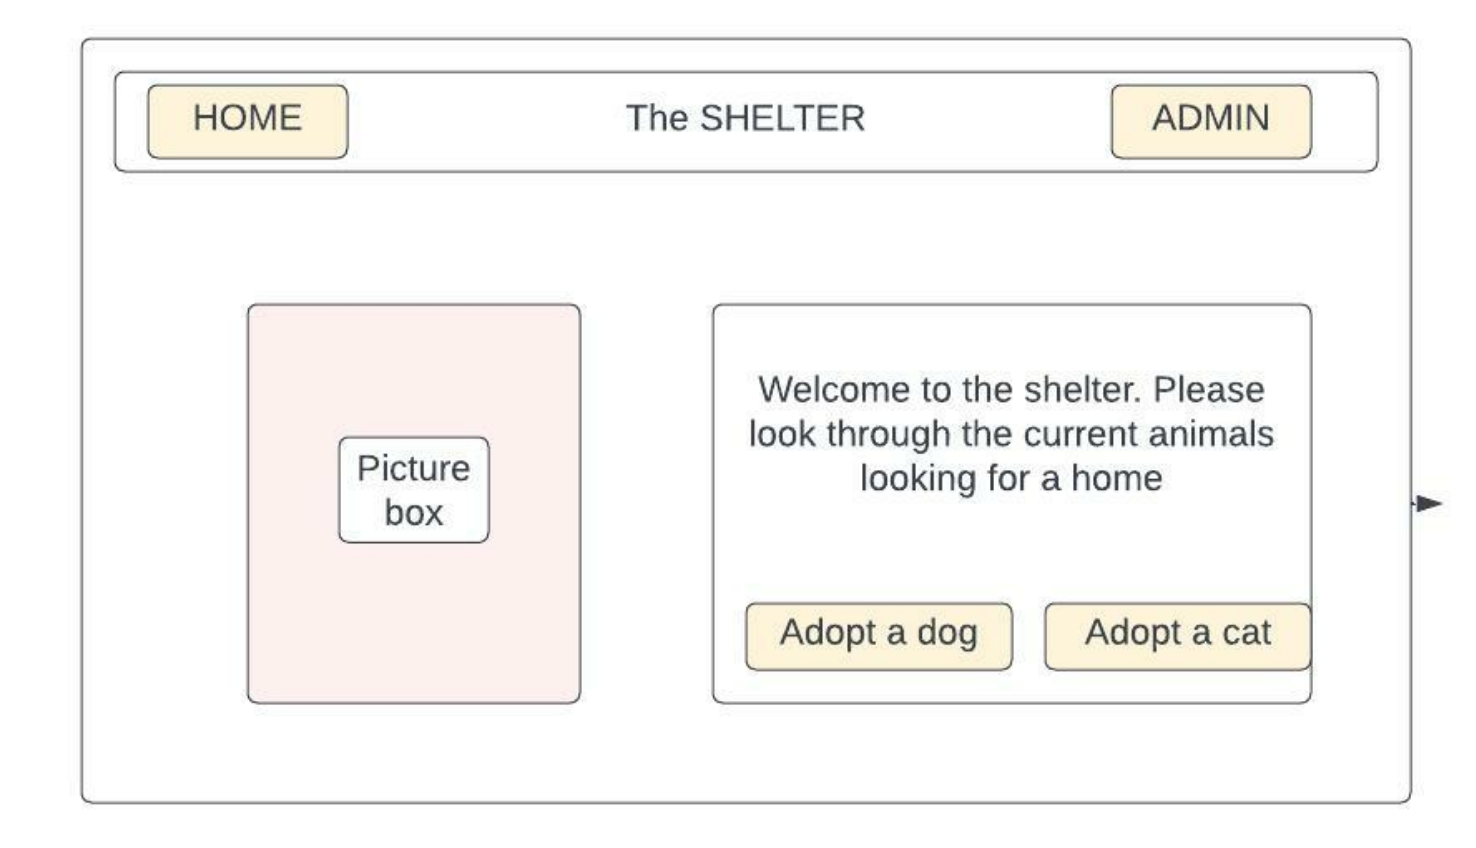 HOME
The SHELTER
ADMIN
Picture
box
Welcome to the shelter. Please
look through the current animals
looking for a home
Adopt a dog
Adopt a cat